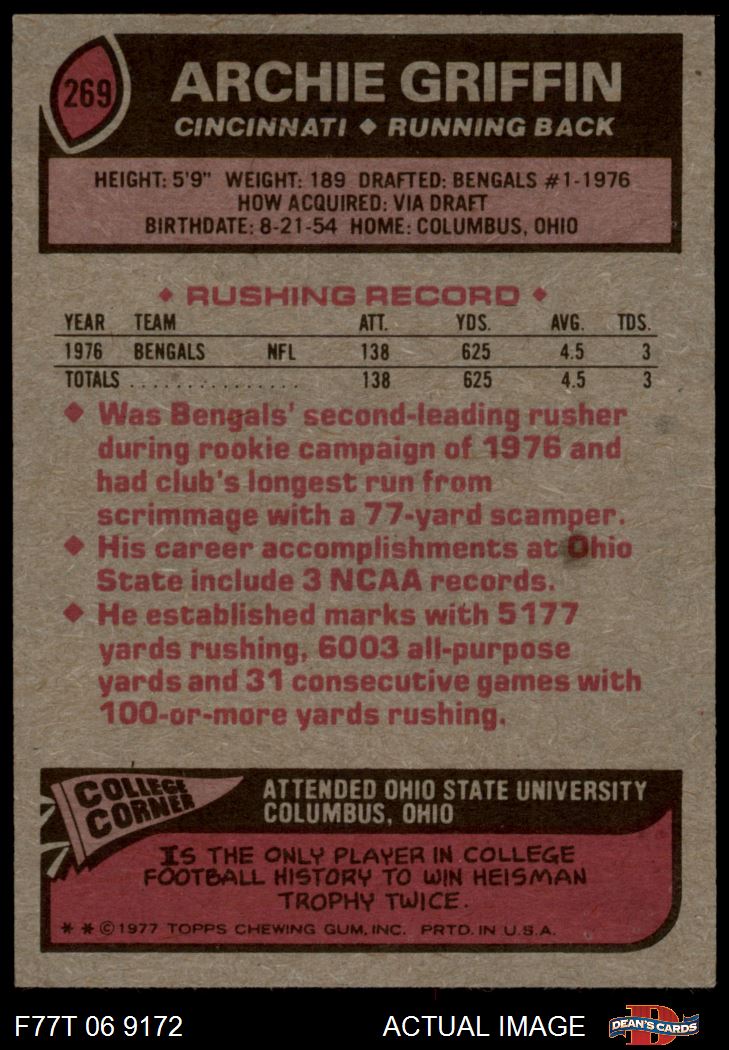 269
ARCHIE GRIFFIN
CINCINNATI ◆ RUNNING BACK
HEIGHT: 5'9" WEIGHT: 189 DRAFTED: BENGALS #1-1976
HOW ACQUIRED: VIA DRAFT
BIRTHDATE: 8-21-54 HOME: COLUMBUS, OHIO
◆ RUSHING RECORD ◆
YEAR TEAM ATT. YDS. AVG. TDS.
1976 BENGALS NFL 138 625 4.5 3
TOTALS . . . . . . . . . . . . . . . 138 625 4.5 3
◆ Was Bengals' second-leading rusher
during rookie campaign of 1976 and
had club's longest run from
scrimmage with a 77-yard scamper.
◆ His career accomplishments at Ohio
State include 3 NCAA records.
◆ He established marks with 5177
yards rushing, 6003 all-purpose
yards and 31 consecutive games with
100-or-more yards rushing.
COLLEGE
CORNER
ATTENDED OHIO STATE UNIVERSITY
COLUMBUS, OHIO
IS THE ONLY PLAYER IN COLLEGE
FOOTBALL HISTORY TO WIN HEISMAN
TROPHY TWICE.
* * © 1977 TOPPS CHEWING GUM, INC. PRTD. IN U.S.A.
F77T 06 9172 ACTUAL IMAGE
D
DEAN'S CARDS